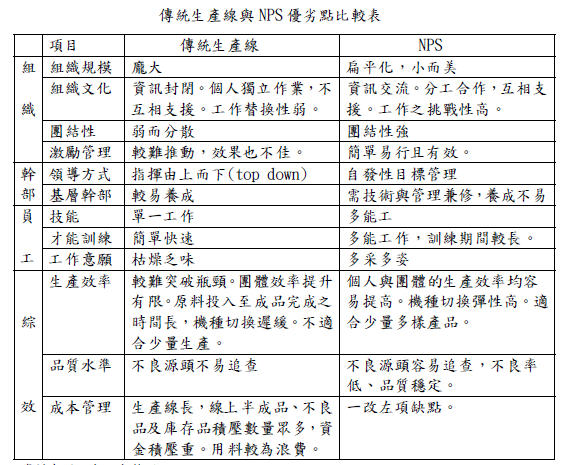 傳統生產線與 NPS 優劣點比較表
項目 傳統生產線 NPS
組織 組織規模 龐大 扁平化，小而美
組織文化 資訊封閉。個人獨立作業，不 資訊交流。分工合作，互相支
互相支援。工作替換性弱。 援。工作之挑戰性高。
團結性 弱而分散 團結性強
激勵管理 較難推動，效果也不佳。 簡單易行且有效。
幹部 領導方式 指揮由上而下(top down) 自發性目標管理
基層幹部 較易養成 需技術與管理兼修，養成不易
員工 技能 單一工作 多能工
才能訓練 簡單快速 多能工作，訓練期間較長。
工作意願 枯燥乏味 多采多姿
綜效 生產效率 較難突破瓶頸。團體效率提升 個人與團體的生產效率均容
有限。原料投入至成品完成之 易提高。機種切換彈性高。適
時間長，機種切換遲緩。不適 合少量多樣產品。
合少量生產。
品質水準 不良源頭不易追查 不良源頭容易追查，不良率
低、品質穩定。
成本管理 生產線長，線上半成品、不良 一改左項缺點。
品及庫存品積壓數量眾多，資
金積壓重。用料較為浪費。